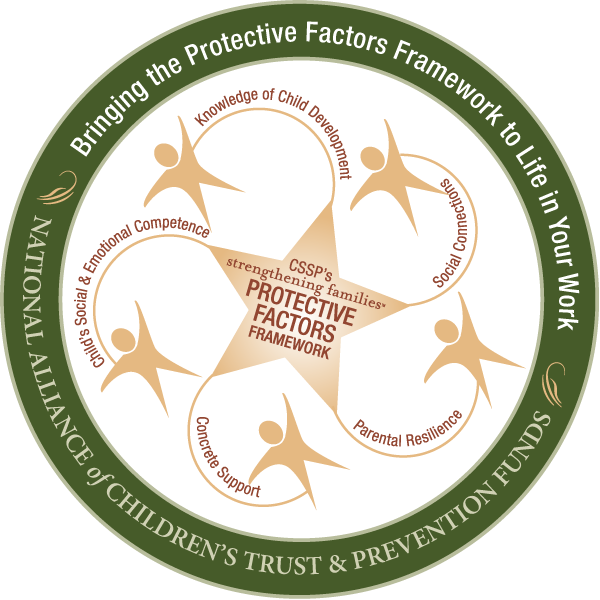 Bringing the Protective Factors Framework to Life in Your Work
Knowledge of Child Development
Social Connections
Child's Social & Emotional Competence
CSSP's
strengthening families®
PROTECTIVE
FACTORS
FRAMEWORK
Parental Resilience
Concrete Support
NATIONAL ALLIANCE of CHILDREN'S TRUST & PREVENTION FUNDS